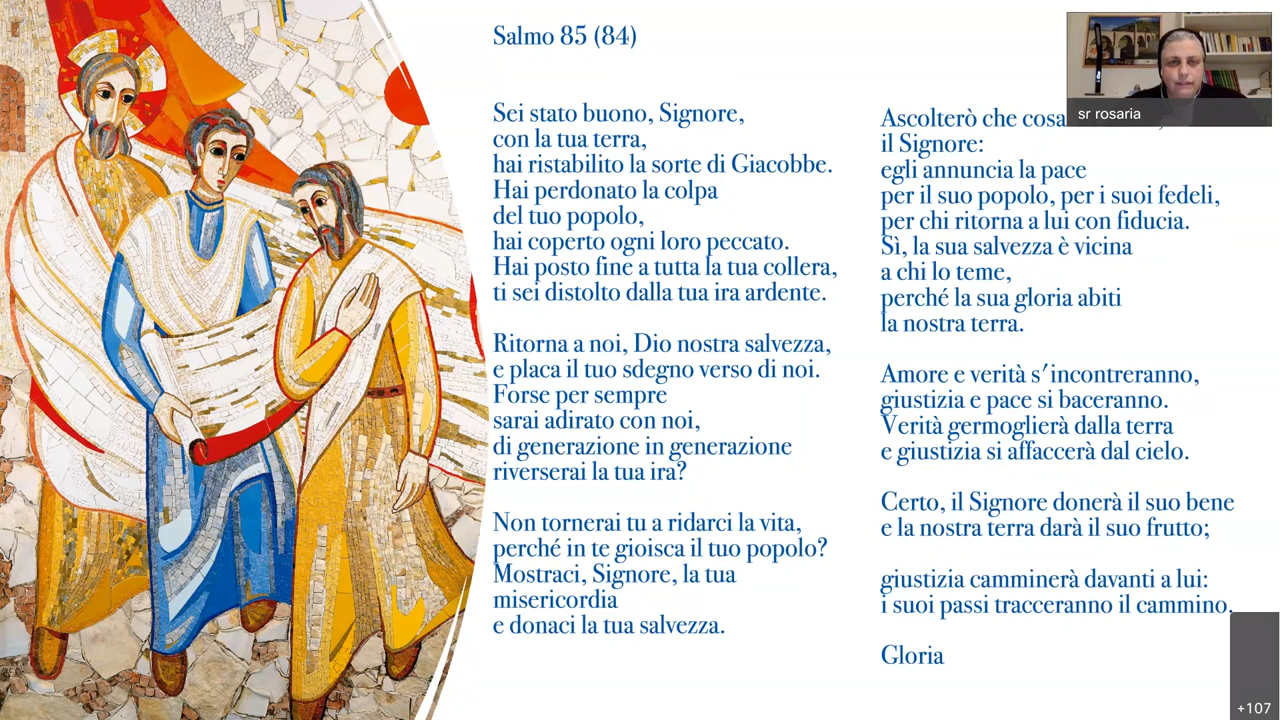 Salmo 85 (84)
Sei stato buono, Signore,
con la tua terra,
hai ristabilito la sorte di Giacobbe.
Hai perdonato la colpa
del tuo popolo,
hai coperto ogni loro peccato.
Hai posto fine a tutta la tua collera,
ti sei distolto dalla tua ira ardente.
Ritorna a noi, Dio nostra salvezza,
e placa il tuo sdegno verso di noi.
Forse per sempre
sarai adirato con noi,
di generazione in generazione
riverserai la tua ira?
Non tornerai tu a ridarci la vita,
perché in te gioisca il tuo popolo?
Mostraci, Signore, la tua
misericordia
e donaci la tua salvezza.
sr rosaria
Ascolterò che cosa
il Signore:
egli annuncia la pace
per il suo popolo, per i suoi fedeli,
per chi ritorna a lui con fiducia.
Sì, la sua salvezza è vicina
a chi lo teme,
perché la sua gloria abiti
la nostra terra.
Amore e verità s'incontreranno,
giustizia e pace si baceranno.
Verità germoglierà dalla terra
e giustizia si affaccerà dal cielo.
Certo, il Signore donerà il suo bene
e la nostra terra darà il suo frutto;
giustizia camminerà davanti a lui:
i suoi passi tracceranno il cammino.
Gloria
+107